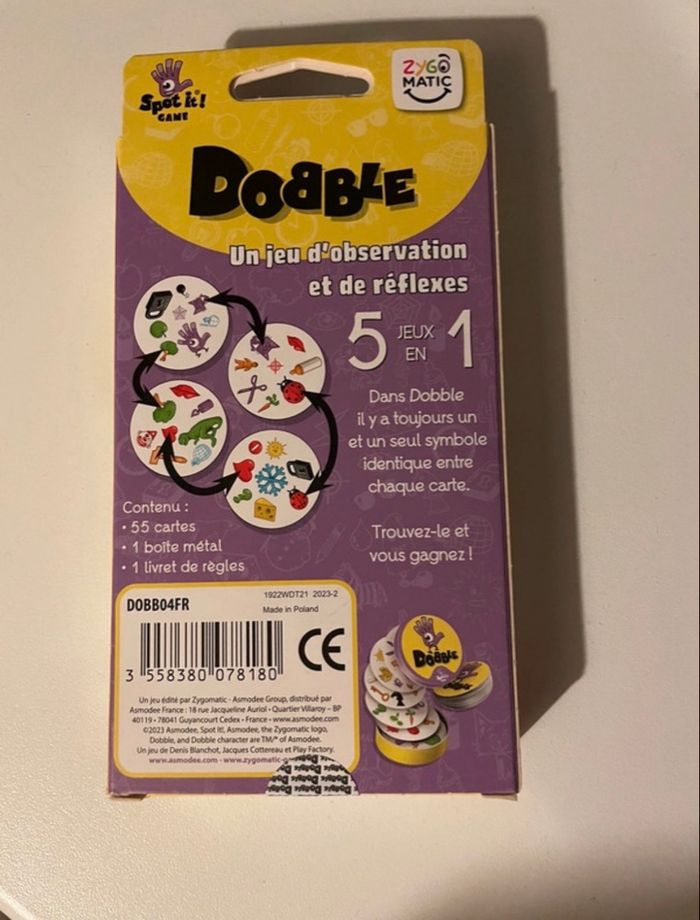 Spot it!
GAME
ZYGO
MATIC
DOBBLE
Un jeu d'observation
et de réflexes
5 JEUX EN 1
Dans Dobble
il y a toujours un
et un seul symbole
identique entre
chaque carte.
Trouvez-le et
vous gagnez !
Contenu :
• 55 cartes
• 1 boîte métal
• 1 livret de règles
DOBB04FR
1922WDT21 2023-2
Made in Poland
CE
3 558380 078180
Un jeu édité par Zygomatic - Asmodee Group, distribué par
Asmodee France : 18 rue Jacqueline Auriol • Quartier Villaroy – BP
40119 • 78041 Guyancourt Cedex • France • www.asmodee.com
©2023 Asmodee, Spot It!, Asmodee, the Zygomatic logo,
Dobble, and Dobble character are TM/® of Asmodee.
Un jeu de Denis Blanchot, Jacques Cottereau et Play Factory.
www.asmodee.com - www.zygomatic-
DOBBLE